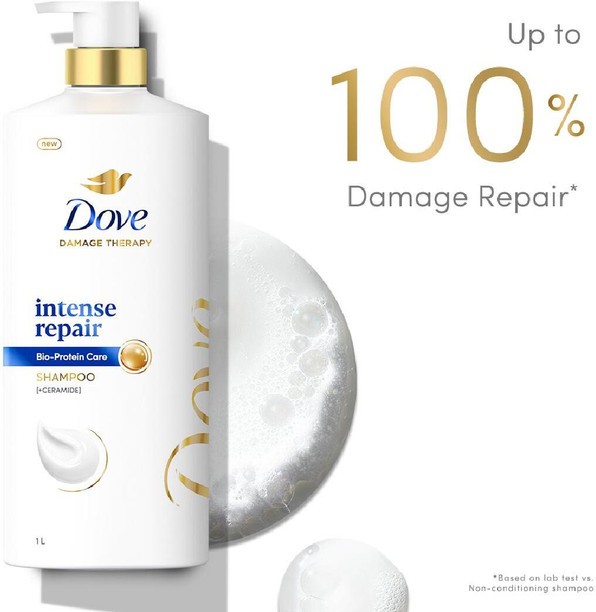 Up to
100%
Damage Repair*
new
Dove
DAMAGE THERAPY
intense
repair
Bio-Protein Care
SHAMPOO
[+CERAMIDE]
Dove
1 L
*Based on lab test vs.
Non-conditioning shampoo